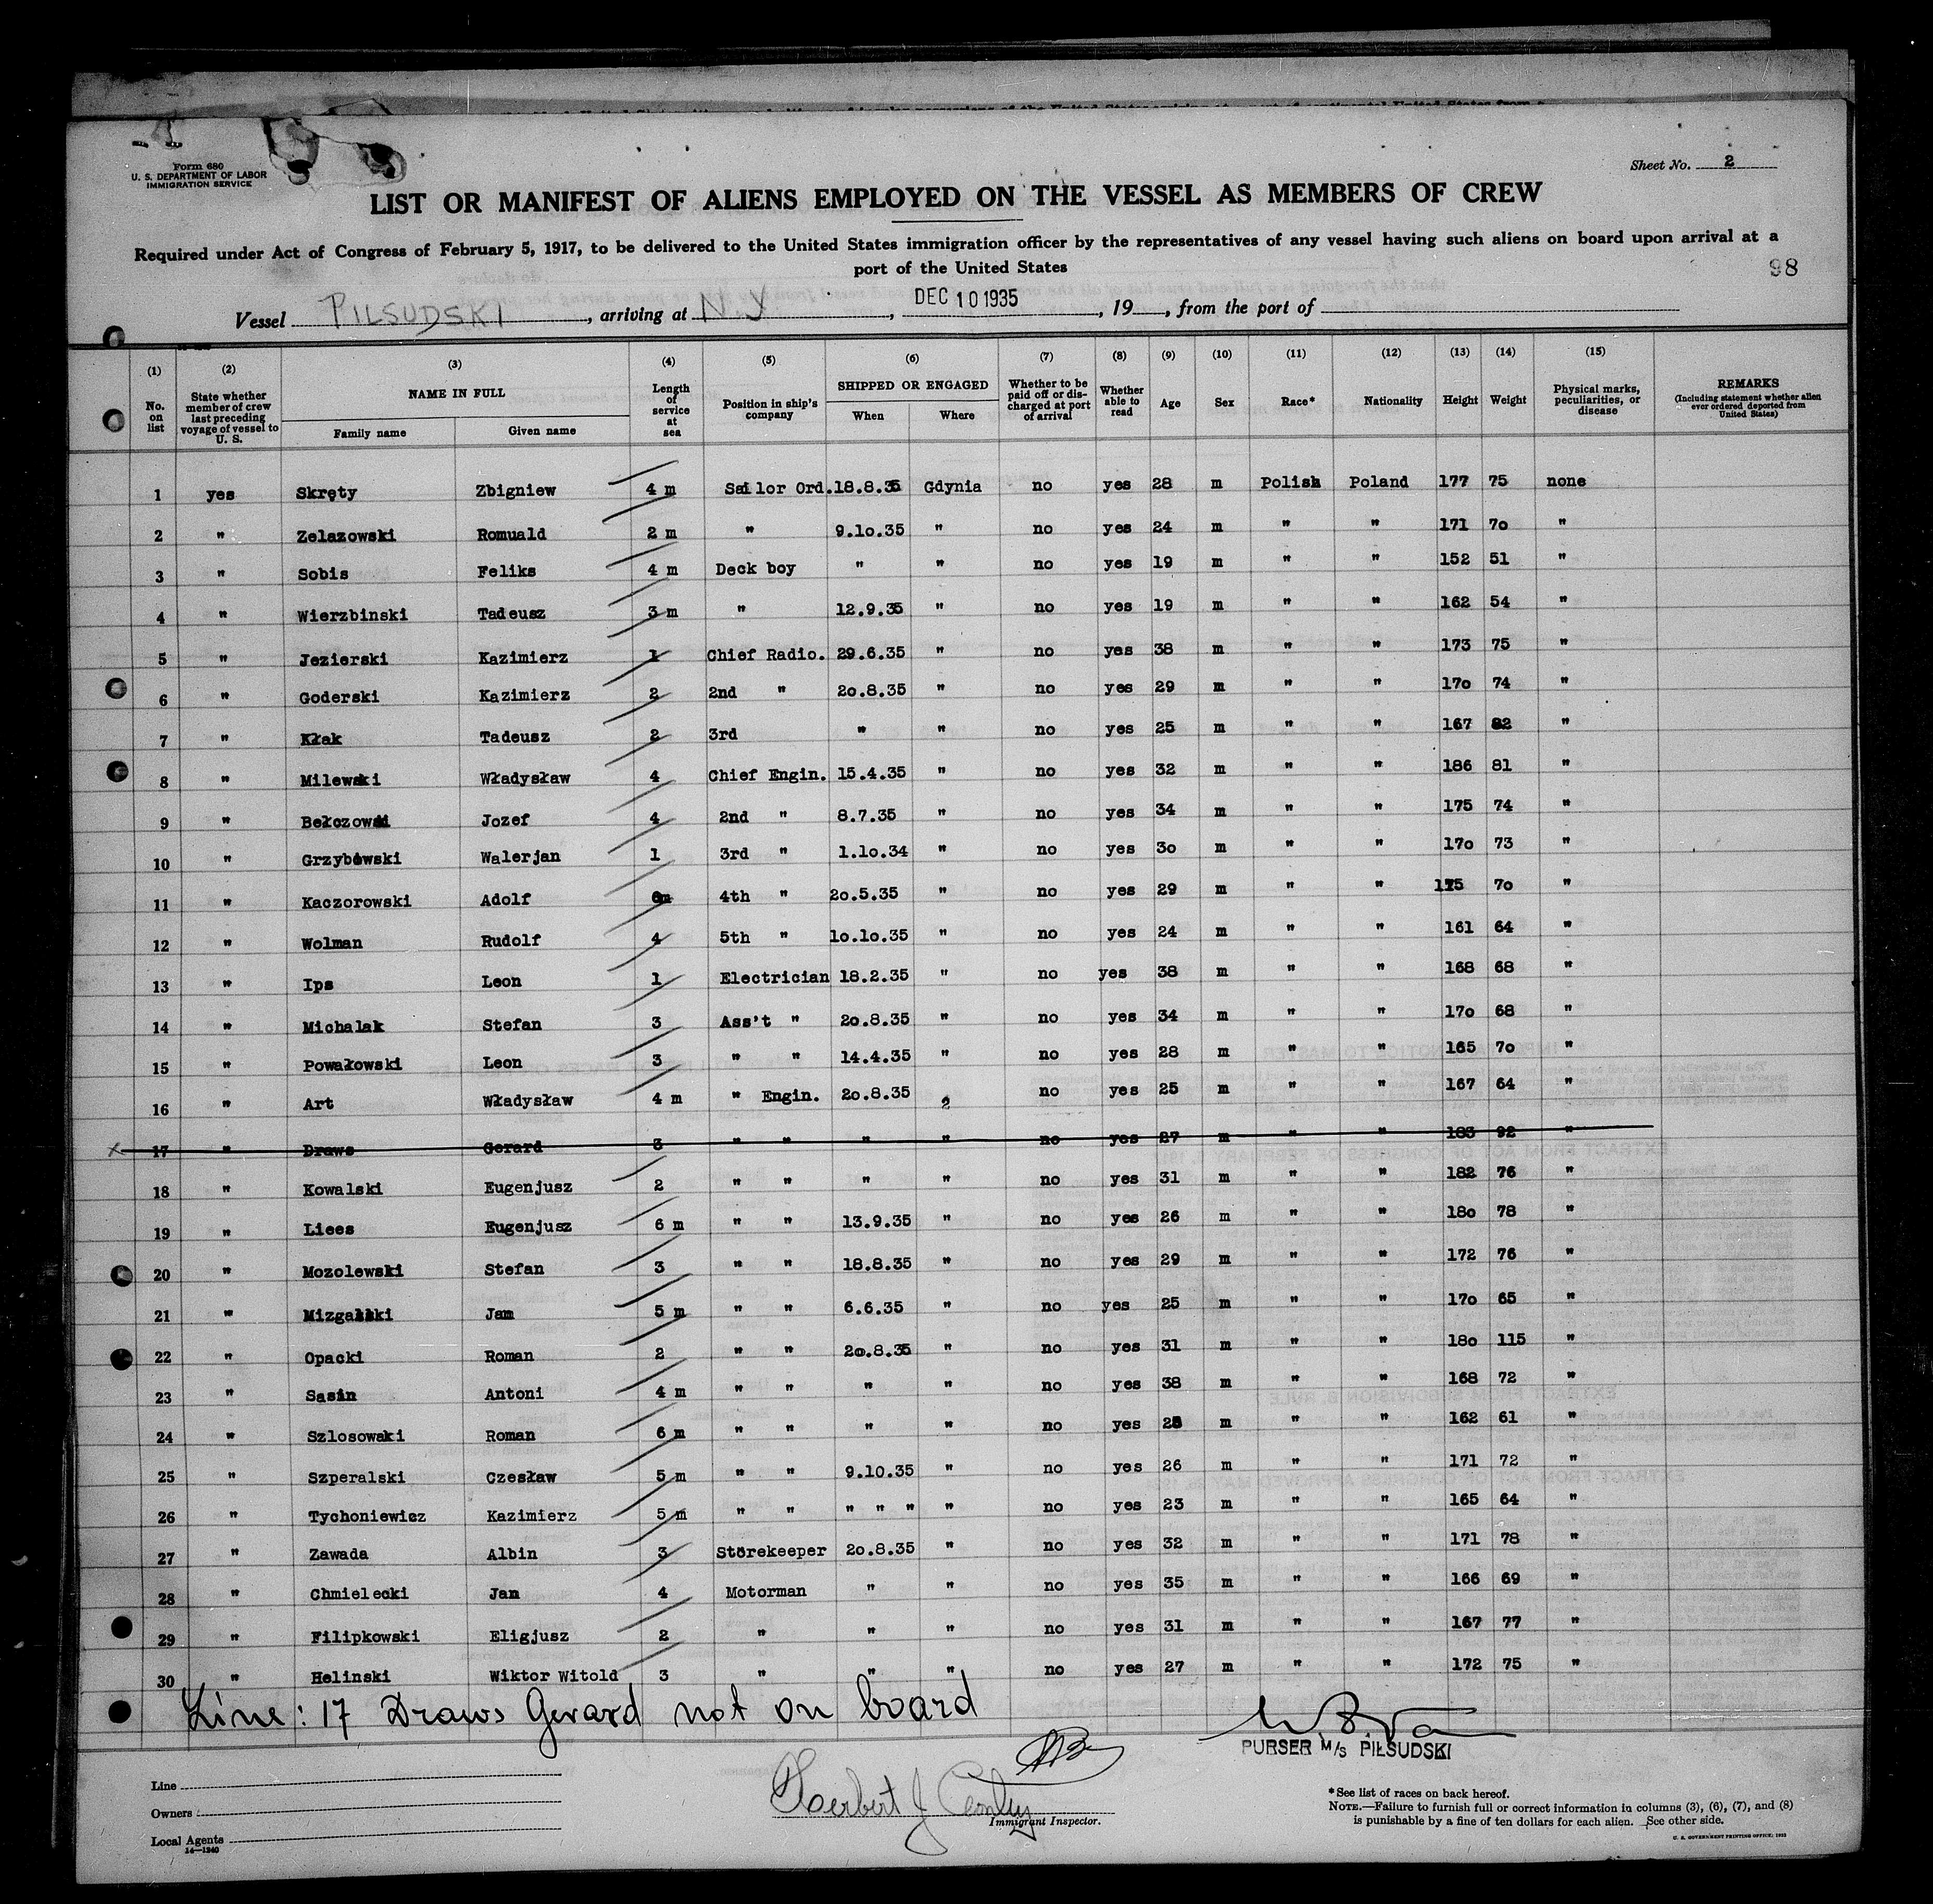 Form 680
U. S. DEPARTMENT OF LABOR
IMMIGRATION SERVICE
Sheet No. 2
LIST OR MANIFEST OF ALIENS EMPLOYED ON THE VESSEL AS MEMBERS OF CREW
Required under Act of Congress of February 5, 1917, to be delivered to the United States immigration officer by the representatives of any vessel having such aliens on board upon arrival at a
port of the United States
98
Vessel PILSUDSKI, arriving at N.Y, DEC 10 1935, 19, from the port of
(1) (2) (3) (4) (5) (6) (7) (8) (9) (10) (11) (12) (13) (14) (15)
No. on list State whether member of crew last preceding voyage of vessel to U. S. NAME IN FULL Family name Given name Length of service at sea Position in ship's company SHIPPED OR ENGAGED When Where Whether to be paid off or discharged at port of arrival Whether able to read Age Sex Race* Nationality Height Weight Physical marks, peculiarities, or disease REMARKS (Including statement whether alien ever ordered deported from United States)
1 yes Skręty Zbigniew 4 m Sailor Ord. 18.8.35 Gdynia no yes 28 m Polish Poland 177 75 none
2 " Zelazowski Romuald 2 m " 9.10.35 " no yes 24 m " " 171 70 "
3 " Sobis Feliks 4 m Deck boy " " no yes 19 m " " 152 51 "
4 " Wierzbinski Tadeusz 3 m " 12.9.35 " no yes 19 m " " 162 54 "
5 " Jezierski Kazimierz 1 Chief Radio. 29.6.35 " no yes 38 m " " 173 75 "
6 " Goderski Kazimierz 2 2nd " 20.8.35 " no yes 29 m " " 170 74 "
7 " Kłak Tadeusz 2 3rd " " no yes 25 m " " 167 82 "
8 " Milewski Władysław 4 Chief Engin. 15.4.35 " no yes 32 m " " 186 81 "
9 " Bełczowski Jozef 4 2nd " 8.7.35 " no yes 34 m " " 175 74 "
10 " Grzybowski Walerjan 1 3rd " 1.10.34 " no yes 30 m " " 170 73 "
11 " Kaczorowski Adolf 6m 4th " 20.5.35 " no yes 29 m " " 175 70 "
12 " Wolman Rudolf 4 5th " 10.10.35 " no yes 24 m " " 161 64 "
13 " Ips Leon 1 Electrician 18.2.35 " no yes 38 m " " 168 68 "
14 " Michalak Stefan 3 Ass't " 20.8.35 " no yes 34 m " " 170 68 "
15 " Powałowski Leon 3 " " 14.4.35 " no yes 28 m " " 165 70 "
16 " Art Władysław 4 m " Engin. 20.8.35 2 no yes 25 m " " 167 64 "
17 " Draws Gerard 3 " " " " no yes 27 m " " 183 92 "
18 " Kowalski Eugenjusz 2 " " " " no yes 31 m " " 182 76 "
19 " Liees Eugenjusz 6 m " " 13.9.35 " no yes 26 m " " 180 78 "
20 " Mozolewski Stefan 3 " " 18.8.35 " no yes 29 m " " 172 76 "
21 " Mizgalski Jam 5 m " " 6.6.35 " no yes 25 m " " 170 65 "
22 " Opacki Roman 2 " " 20.8.35 " no yes 31 m " " 180 115 "
23 " Sasin Antoni 4 m " " " " no yes 38 m " " 168 72 "
24 " Szlosowski Roman 6 m " " " " no yes m " " 162 61 "
25 " Szperalski Czesław 5 m " " 9.10.35 " no yes 26 m " " 171 72 "
26 " Tychoniewicz Kazimierz 5 m " " " " " " no yes 23 m " " 165 64 "
27 " Zawada Albin 3 Storekeeper 20.8.35 " no yes 32 m " " 171 78 "
28 " Chmielecki Jan 4 Motorman " " no yes 35 m " " 166 69 "
29 " Filipkowski Eligjusz 2 " " " no yes 31 m " " 167 77 "
30 " Helinski Wiktor Witold 3 " " " no yes 27 m " " 172 75 "
Line: 17 Draws Gerard not on board
PURSER M/S PIŁSUDSKI
Line
Owners
Local Agents
14—1240
Herbert J
Immigrant Inspector.
*See list of races on back hereof.
NOTE.—Failure to furnish full or correct information in columns (3), (6), (7), and (8)
is punishable by a fine of ten dollars for each alien. See other side.
U. S. GOVERNMENT PRINTING OFFICE: 1933